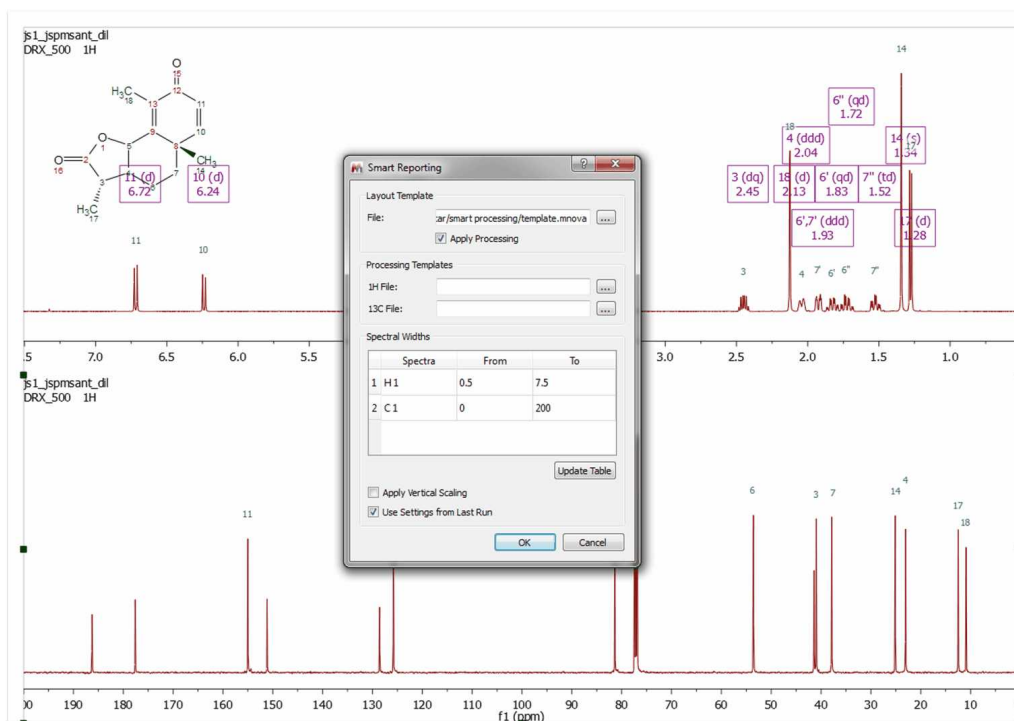 js1_jspmsant_dil
DRX_500 1H
O
15
H₃C
18
12
13
11
9
10
O
1
5
8
CH₃
14
O
16
2
4
7
3
6
H₃C
17
11 (d)
6.72
10 (d)
6.24
11
10
14
6'' (qd)
1.72
18
4 (ddd)
2.04
14 (s)
1.34
17
3 (dq)
2.45
18 (d)
2.13
6' (qd)
1.83
7'' (td)
1.52
6',7' (ddd)
1.93
17 (d)
1.28
3
4
7'
6'
6''
7''
.5 7.0 6.5 6.0 5.5 3.0 2.5 2.0 1.5 1.0
Smart Reporting
Layout Template
File: tar/smart processing/template.mnova ...
Apply Processing
Processing Templates
1H File: ...
13C File: ...
Spectral Widths
Spectra From To
1 H1 0.5 7.5
2 C1 0 200
Update Table
Apply Vertical Scaling
Use Settings from Last Run
OK Cancel
js1_jspmsant_dil
DRX_500 1H
11
6
3
7
14
4
17
18
00 190 180 170 160 150 140 130 120 110 100 90 80 70 60 50 40 30 20 10
f1 (ppm)